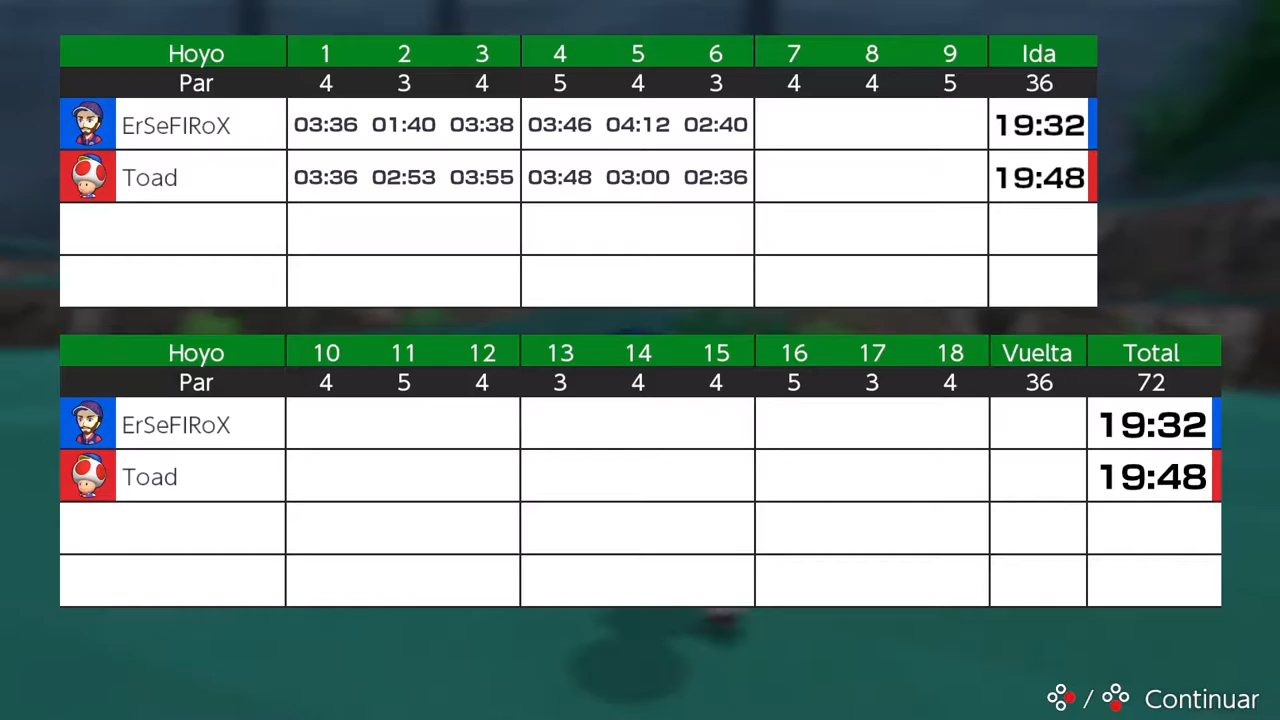 Hoyo 1 2 3 4 5 6 7 8 9 Ida
Par 4 3 4 5 4 3 4 4 5 36
ErSeFIRoX 03:36 01:40 03:38 03:46 04:12 02:40 19:32
Toad 03:36 02:53 03:55 03:48 03:00 02:36 19:48
Hoyo 10 11 12 13 14 15 16 17 18 Vuelta Total
Par 4 5 4 3 4 4 5 3 4 36 72
ErSeFIRoX 19:32
Toad 19:48
/ Continuar